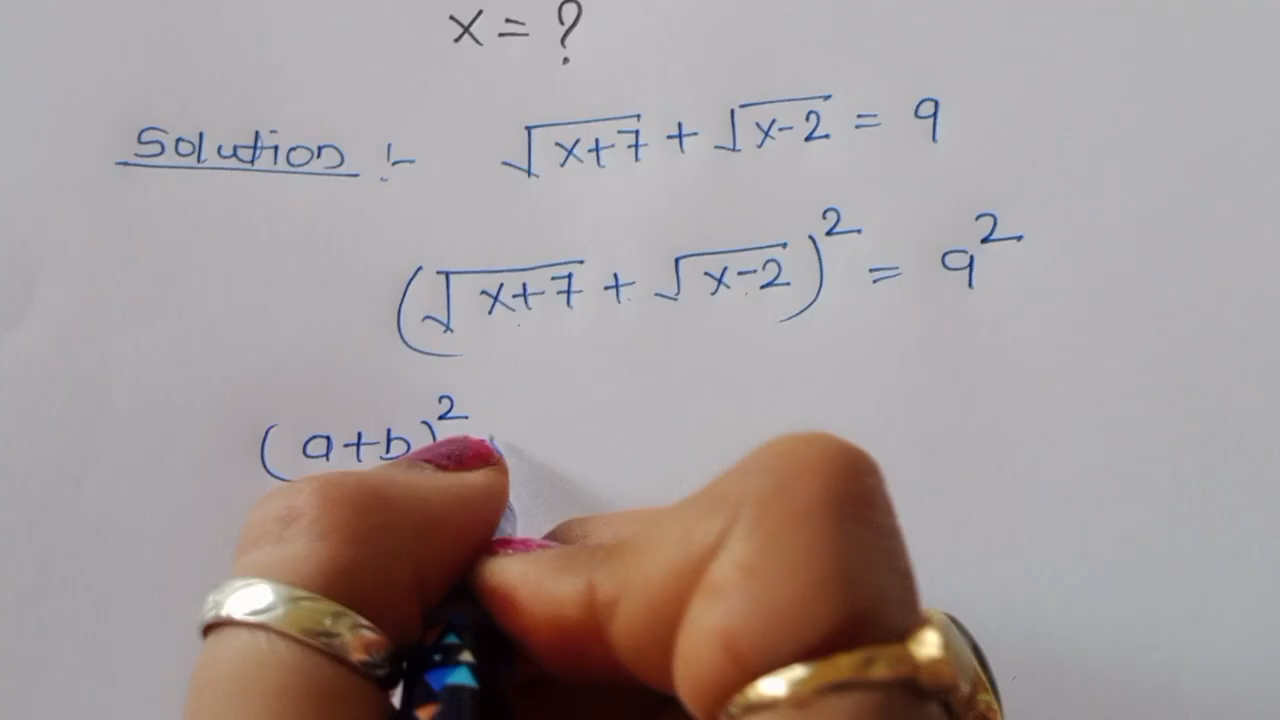 x = ?
Solution :- √(x+7) + √(x-2) = 9
(√(x+7) + √(x-2))² = 9²
(a+b)²